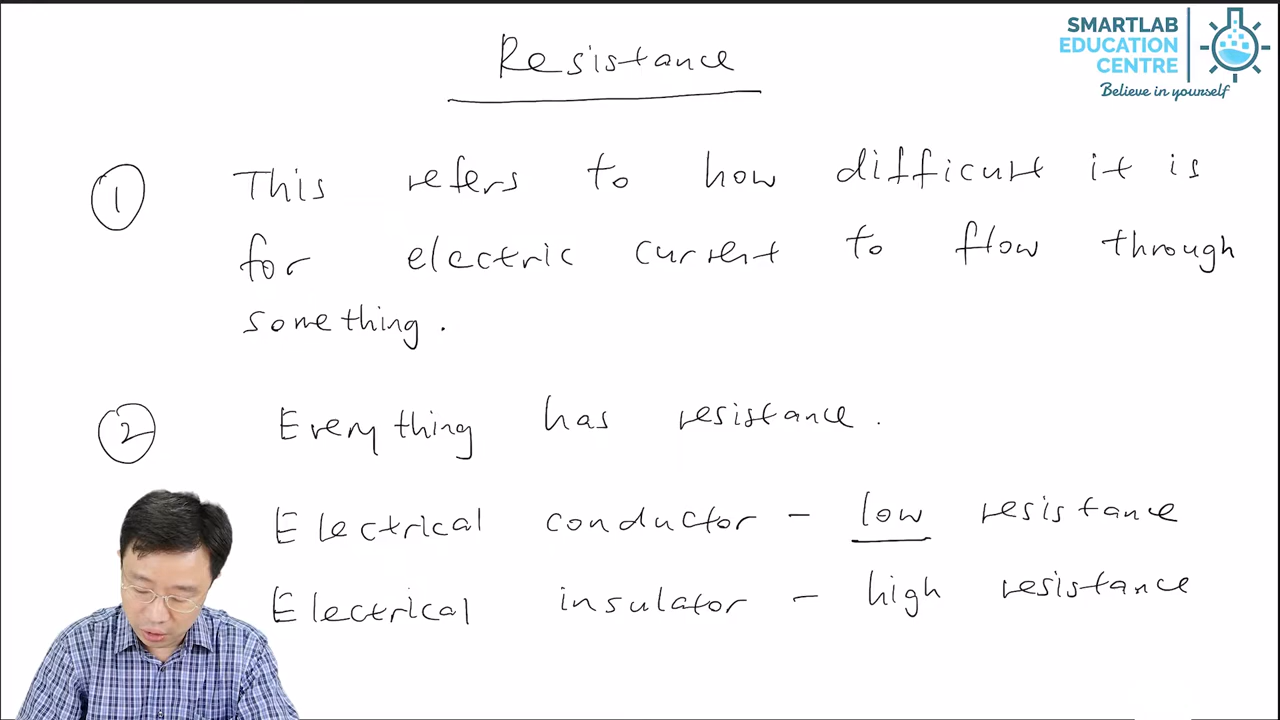 Resistance
SMARTLAB
EDUCATION
CENTRE
Believe in yourself
1 This refers to how difficult it is
for electric current to flow through
something.
2 Everything has resistance.
Electrical conductor - low resistance
Electrical insulator - high resistance